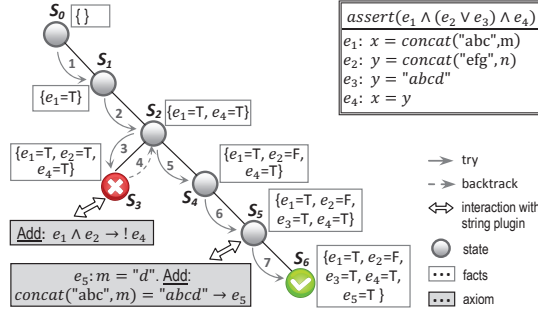 S0
{ }
1
S1
{e1=T}
2
S2
{e1=T, e4=T}
{e1=T, e2=T,
e4=T}
3
4
5
S3
{e1=T, e2=F,
e4=T}
S4
Add: e1 ∧ e2 → ! e4
6
S5
{e1=T, e2=F,
e3=T, e4=T}
e5: m = "d". Add:
concat("abc", m) = "abcd" → e5
7
S6
{e1=T, e2=F,
e3=T, e4=T,
e5=T }
assert(e1 ∧ (e2 ∨ e3) ∧ e4)
e1: x = concat("abc",m)
e2: y = concat("efg", n)
e3: y = "abcd"
e4: x = y
try
backtrack
interaction with
string plugin
state
••• facts
••• axiom